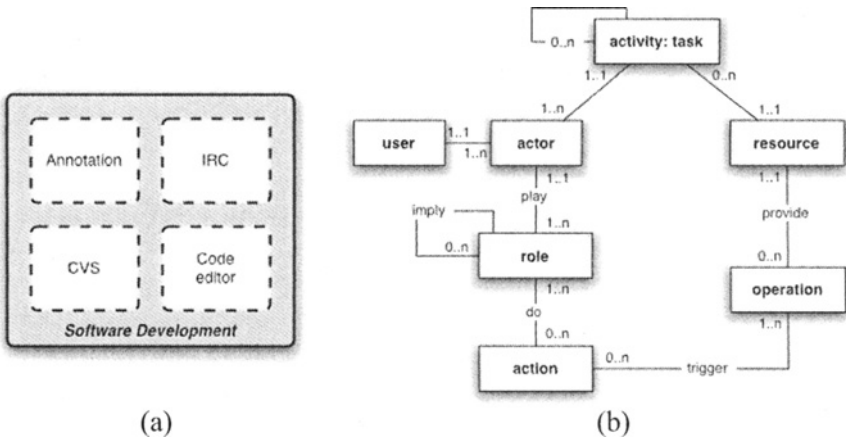 Annotation
IRC
CVS
Code
editor
Software Development
(a)
0..n
activity: task
1..1
0..n
1..n
1..1
user
1..1
1..n
actor
resource
1..1
1..1
play
provide
imply
1..n
0..n
role
0..n
1..n
operation
do
1..n
0..n
action
0..n
trigger
(b)